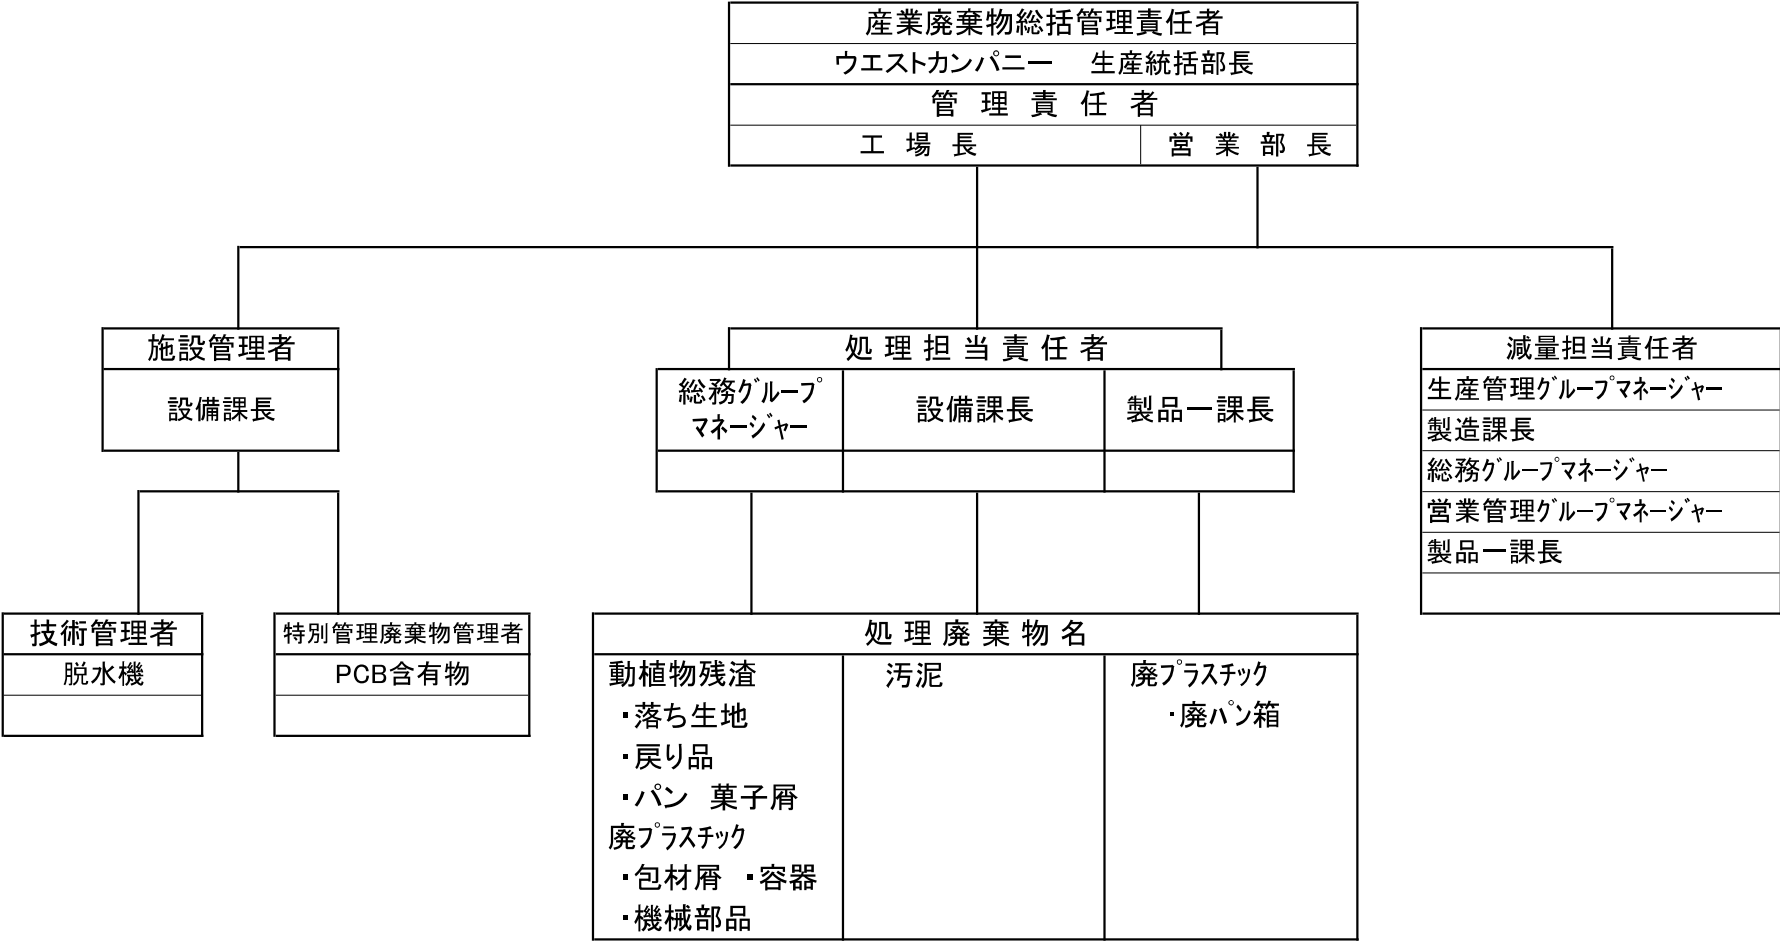 産業廃棄物総括管理責任者
ウエストカンパニー　生産統括部長
管　理　責　任　者
工　場　長　営　業　部　長
施設管理者
設備課長
処 理 担 当 責 任 者
総務ｸﾞﾙｰﾌﾟ
ﾏﾈｰｼﾞｬｰ
設備課長
製品一課長
減量担当責任者
生産管理ｸﾞﾙｰﾌﾟﾏﾈｰｼﾞｬｰ
製造課長
総務ｸﾞﾙｰﾌﾟﾏﾈｰｼﾞｬｰ
営業管理ｸﾞﾙｰﾌﾟﾏﾈｰｼﾞｬｰ
製品一課長
技術管理者
脱水機
特別管理廃棄物管理者
PCB含有物
処 理 廃 棄 物 名
動植物残渣
・落ち生地
・戻り品
・パン　菓子屑
廃ﾌﾟﾗｽﾁｯｸ
・包材屑　・容器
・機械部品
汚泥
廃ﾌﾟﾗｽﾁｯｸ
・廃ﾊﾟﾝ箱